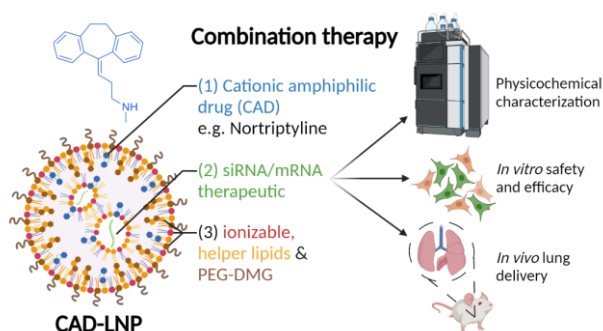 Combination therapy
(1) Cationic amphiphilic
drug (CAD)
e.g. Nortriptyline
(2) siRNA/mRNA
therapeutic
(3) ionizable,
helper lipids &
PEG-DMG
CAD-LNP
NH
Physicochemical
characterization
In vitro safety
and efficacy
In vivo lung
delivery